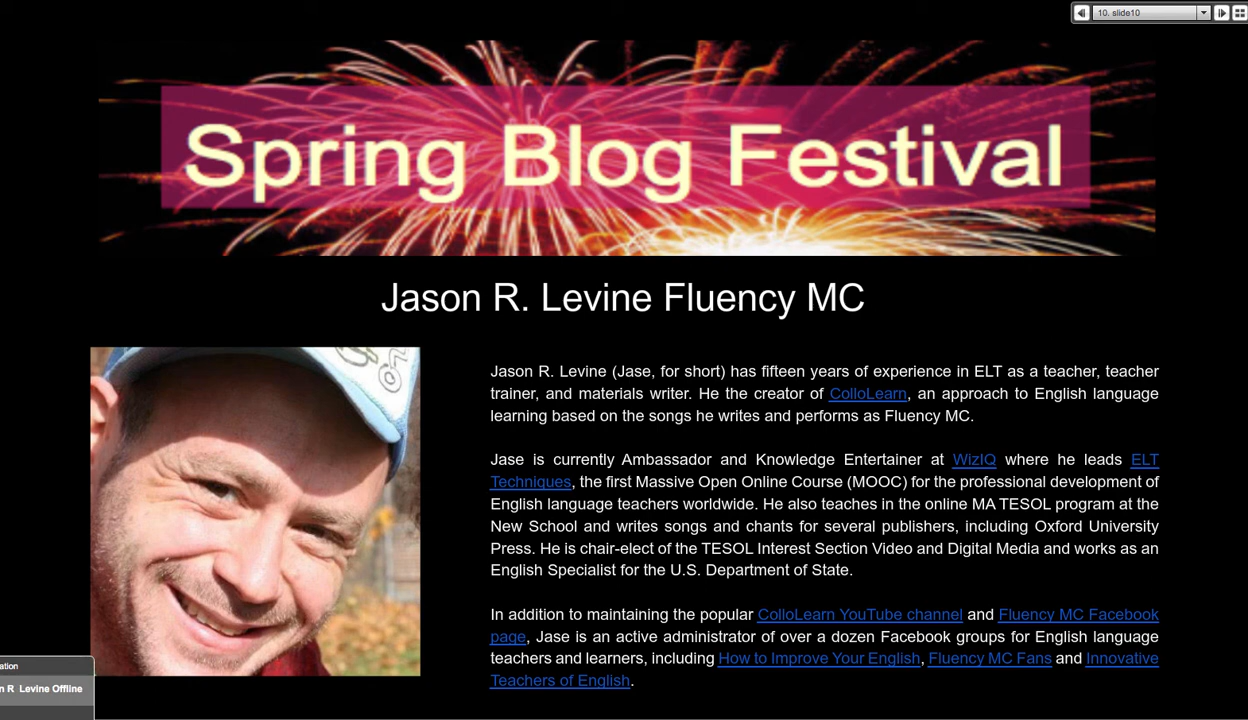 10. slide10
Spring Blog Festival
Jason R. Levine Fluency MC
Jason R. Levine (Jase, for short) has fifteen years of experience in ELT as a teacher, teacher
trainer, and materials writer. He the creator of ColloLearn, an approach to English language
learning based on the songs he writes and performs as Fluency MC.
Jase is currently Ambassador and Knowledge Entertainer at WizIQ where he leads ELT
Techniques, the first Massive Open Online Course (MOOC) for the professional development of
English language teachers worldwide. He also teaches in the online MA TESOL program at the
New School and writes songs and chants for several publishers, including Oxford University
Press. He is chair-elect of the TESOL Interest Section Video and Digital Media and works as an
English Specialist for the U.S. Department of State.
In addition to maintaining the popular ColloLearn YouTube channel and Fluency MC Facebook
page, Jase is an active administrator of over a dozen Facebook groups for English language
teachers and learners, including How to Improve Your English, Fluency MC Fans and Innovative
Teachers of English.
ation
n R Levine Offline